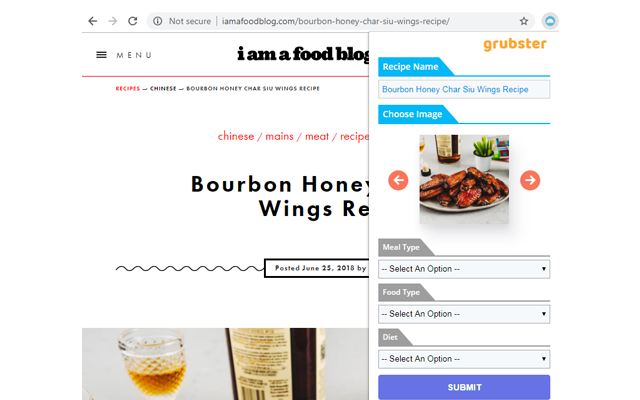 Not secure | iamafoodblog.com/bourbon-honey-char-siu-wings-recipe/
MENU
i am a food blog
RECIPES → CHINESE → BOURBON HONEY CHAR SIU WINGS RECIPE
chinese / mains / meat / recipe
Bourbon Honey
Wings Re
Posted June 25, 2018 by
grubster
Recipe Name
Bourbon Honey Char Siu Wings Recipe
Choose Image
Meal Type
-- Select An Option --
Food Type
-- Select An Option --
Diet
-- Select An Option --
SUBMIT